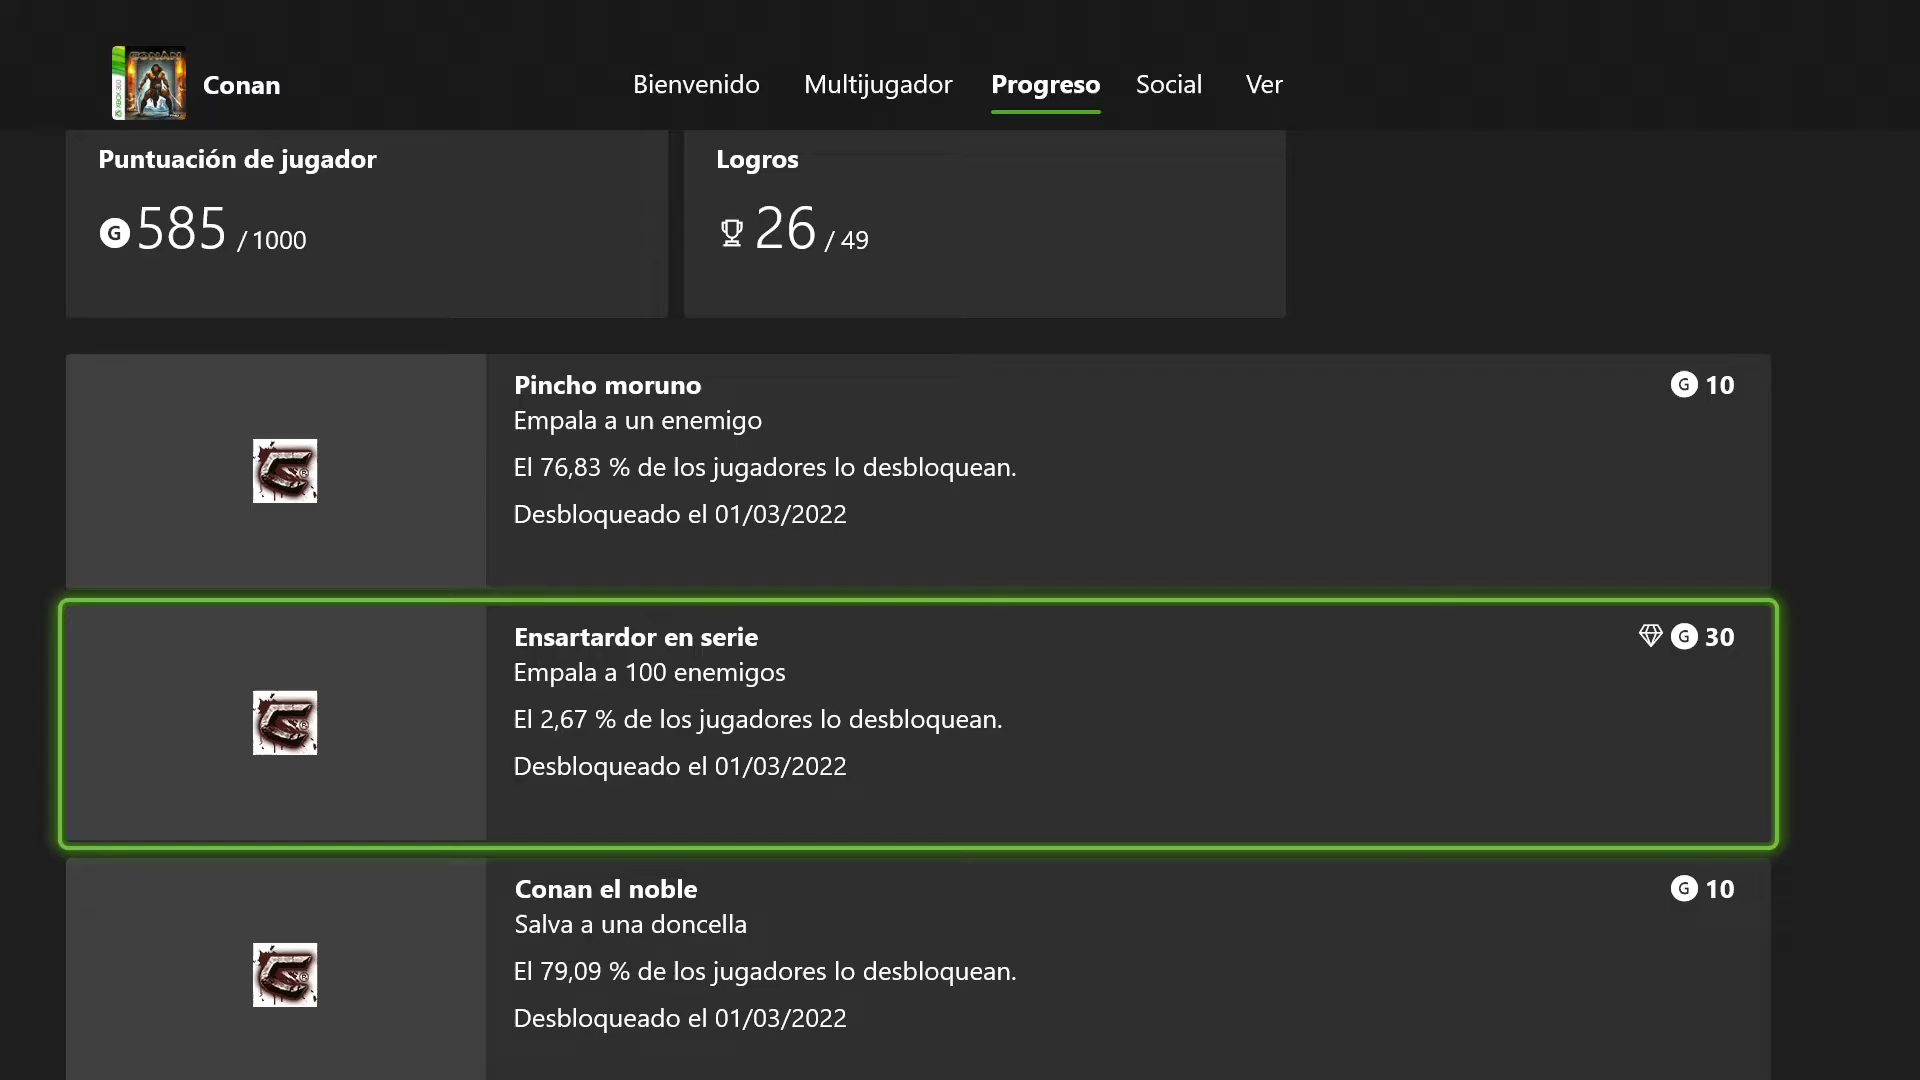 Conan
Bienvenido
Multijugador
Progreso
Social
Ver
Puntuación de jugador
G 585 / 1000
Logros
26 / 49
Pincho moruno
G 10
Empala a un enemigo
El 76,83 % de los jugadores lo desbloquean.
Desbloqueado el 01/03/2022
Ensartardor en serie
G 30
Empala a 100 enemigos
El 2,67 % de los jugadores lo desbloquean.
Desbloqueado el 01/03/2022
Conan el noble
G 10
Salva a una doncella
El 79,09 % de los jugadores lo desbloquean.
Desbloqueado el 01/03/2022
CONAN
XBOX 360